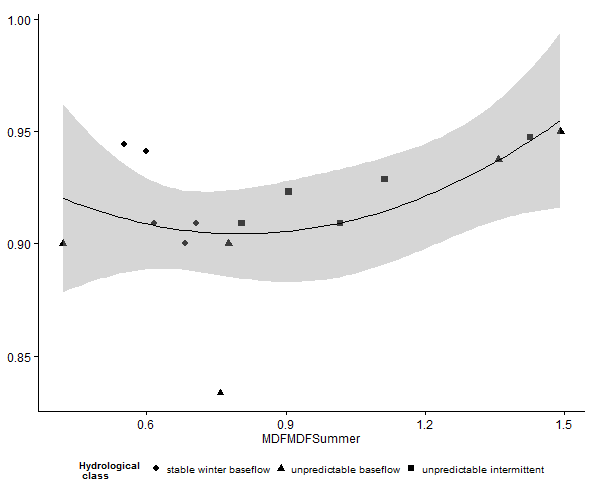 1.00
0.95
0.90
0.85
0.6 0.9 1.2 1.5
MDFMDFSummer
Hydrological
class
stable winter baseflow unpredictable baseflow unpredictable intermittent